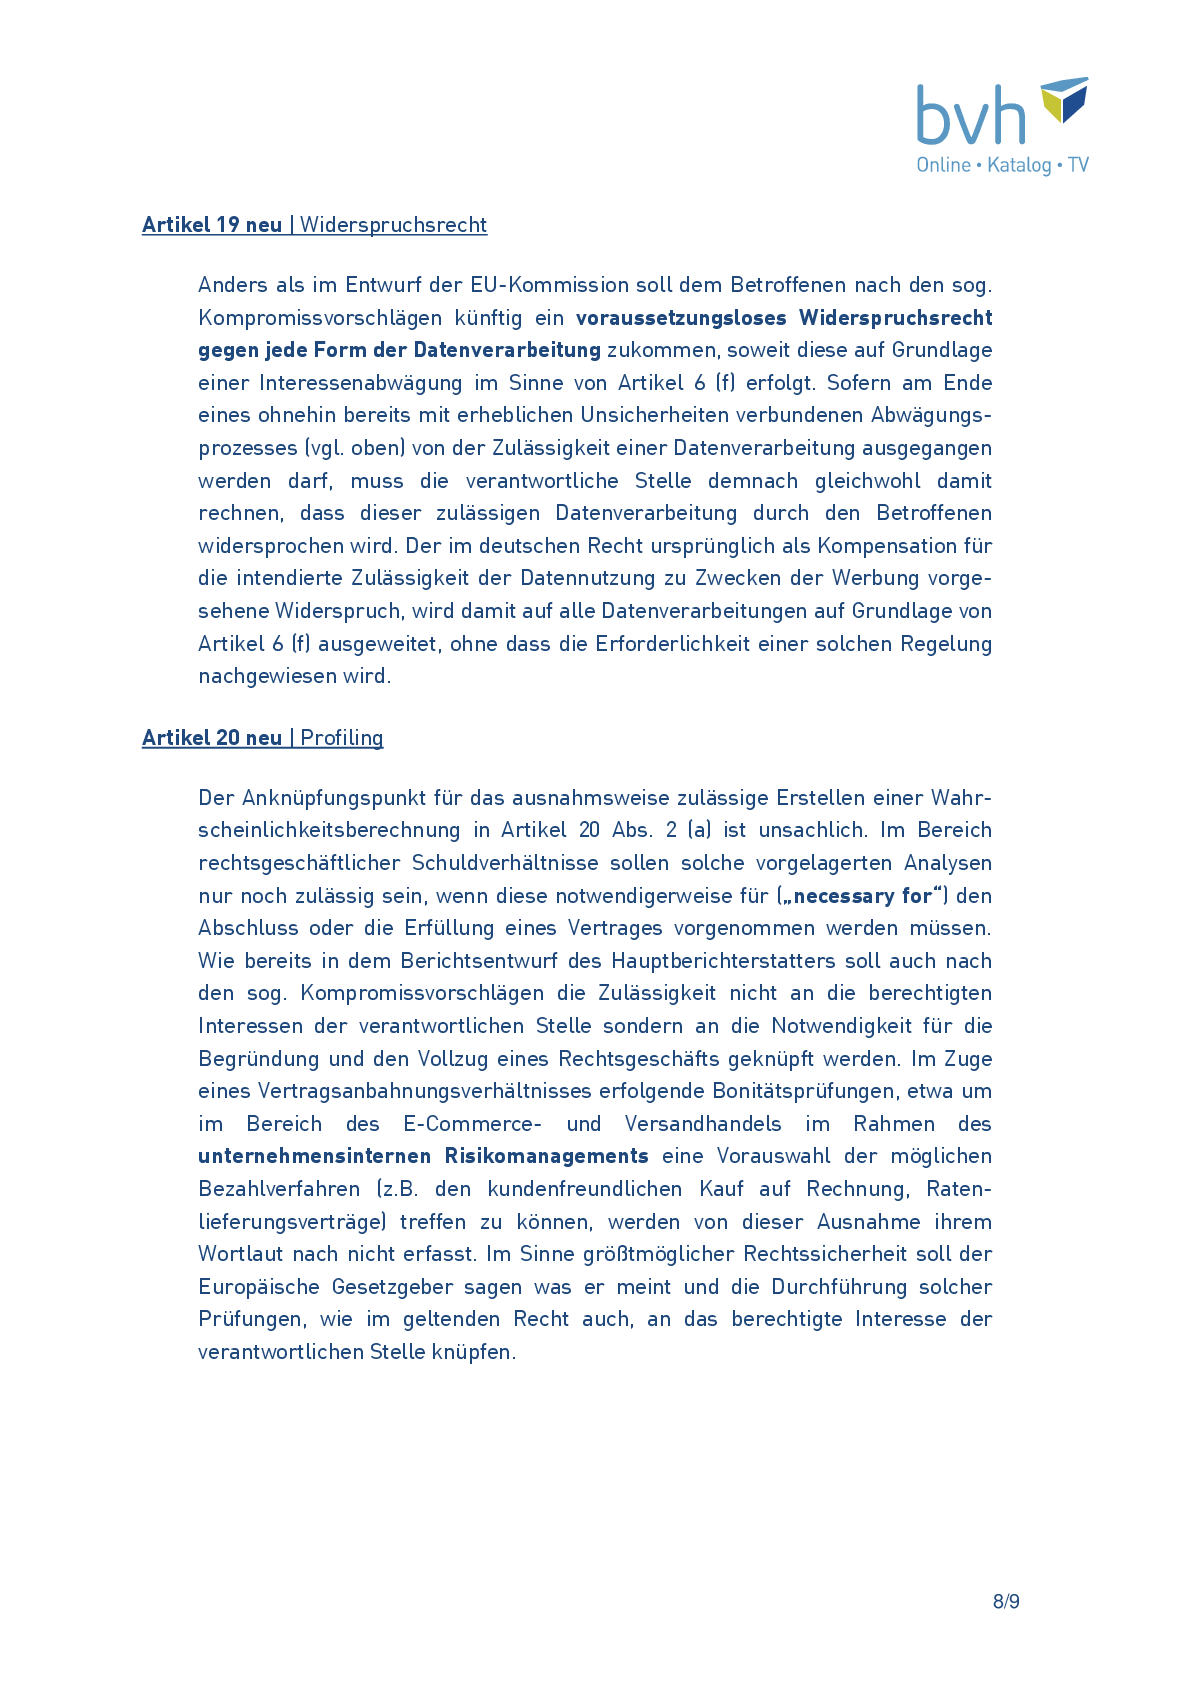 bvh
Online • Katalog • TV
Artikel 19 neu | Widerspruchsrecht
Anders als im Entwurf der EU-Kommission soll dem Betroffenen nach den sog.
Kompromissvorschlägen künftig ein voraussetzungsloses Widerspruchsrecht
gegen jede Form der Datenverarbeitung zukommen, soweit diese auf Grundlage
einer Interessenabwägung im Sinne von Artikel 6 (f) erfolgt. Sofern am Ende
eines ohnehin bereits mit erheblichen Unsicherheiten verbundenen Abwägungs-
prozesses (vgl. oben) von der Zulässigkeit einer Datenverarbeitung ausgegangen
werden darf, muss die verantwortliche Stelle demnach gleichwohl damit
rechnen, dass dieser zulässigen Datenverarbeitung durch den Betroffenen
widersprochen wird. Der im deutschen Recht ursprünglich als Kompensation für
die intendierte Zulässigkeit der Datennutzung zu Zwecken der Werbung vorge-
sehene Widerspruch, wird damit auf alle Datenverarbeitungen auf Grundlage von
Artikel 6 (f) ausgeweitet, ohne dass die Erforderlichkeit einer solchen Regelung
nachgewiesen wird.
Artikel 20 neu | Profiling
Der Anknüpfungspunkt für das ausnahmsweise zulässige Erstellen einer Wahr-
scheinlichkeitsberechnung in Artikel 20 Abs. 2 (a) ist unsachlich. Im Bereich
rechtsgeschäftlicher Schuldverhältnisse sollen solche vorgelagerten Analysen
nur noch zulässig sein, wenn diese notwendigerweise für („necessary for“) den
Abschluss oder die Erfüllung eines Vertrages vorgenommen werden müssen.
Wie bereits in dem Berichtsentwurf des Hauptberichterstatters soll auch nach
den sog. Kompromissvorschlägen die Zulässigkeit nicht an die berechtigten
Interessen der verantwortlichen Stelle sondern an die Notwendigkeit für die
Begründung und den Vollzug eines Rechtsgeschäfts geknüpft werden. Im Zuge
eines Vertragsanbahnungsverhältnisses erfolgende Bonitätsprüfungen, etwa um
im Bereich des E-Commerce- und Versandhandels im Rahmen des
unternehmensinternen Risikomanagements eine Vorauswahl der möglichen
Bezahlverfahren (z.B. den kundenfreundlichen Kauf auf Rechnung, Raten-
lieferungsverträge) treffen zu können, werden von dieser Ausnahme ihrem
Wortlaut nach nicht erfasst. Im Sinne größtmöglicher Rechtssicherheit soll der
Europäische Gesetzgeber sagen was er meint und die Durchführung solcher
Prüfungen, wie im geltenden Recht auch, an das berechtigte Interesse der
verantwortlichen Stelle knüpfen.
8/9